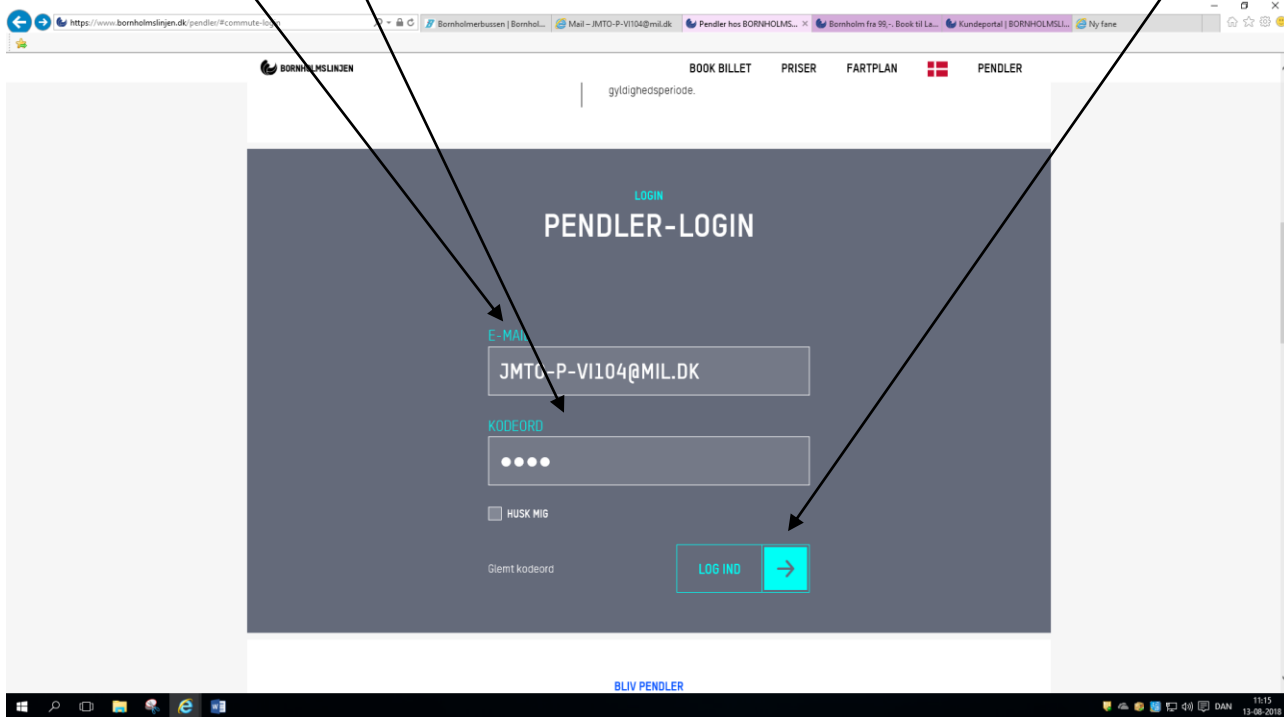 https://www.bornholmslinjen.dk/pendler/#commute-login
Bornholmerbussen | Bornhol...
Mail – JMTO-P-VI104@mil.dk
Pendler hos BORNHOLMS...
Bornholm fra 99,-. Book til La...
Kundeportal | BORNHOLMSLI...
Ny fane
BORNHOLMSLINJEN
BOOK BILLET PRISER FARTPLAN PENDLER
gyldighedsperiode.
LOGIN
PENDLER-LOGIN
E-MAIL
JMTO-P-VI104@MIL.DK
KODEORD
●●●●
HUSK MIG
Glemt kodeord
LOG IND
BLIV PENDLER
DAN
11:15
13-08-2018